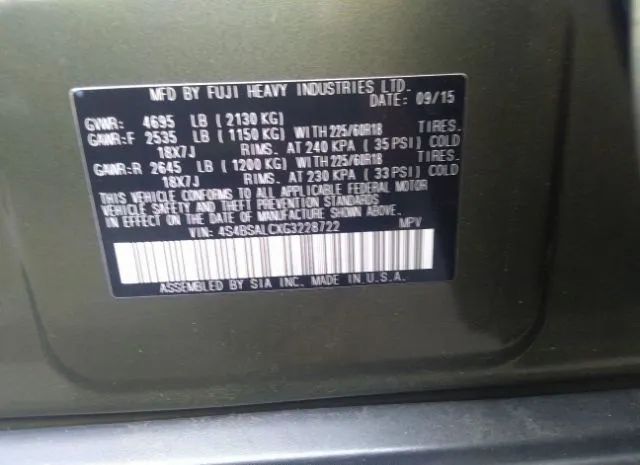 MFD BY FUJI HEAVY INDUSTRIES LTD.
DATE: 09/15
GVWR: 4695 LB ( 2130 KG)
GAWR:F 2535 LB ( 1150 KG) WITH 225/60R18 TIRES.
18X7J RIMS. AT 240 KPA ( 35 PSI) COLD
GAWR:R 2645 LB ( 1200 KG) WITH 225/60R18 TIRES.
18X7J RIMS. AT 230 KPA ( 33 PSI) COLD
THIS VEHICLE CONFORMS TO ALL APPLICABLE FEDERAL MOTOR
VEHICLE SAFETY AND THEFT PREVENTION STANDARDS
IN EFFECT ON THE DATE OF MANUFACTURE SHOWN ABOVE.
VIN: 4S4BSALCXG3228722 MPV
ASSEMBLED BY SIA INC. MADE IN U.S.A.